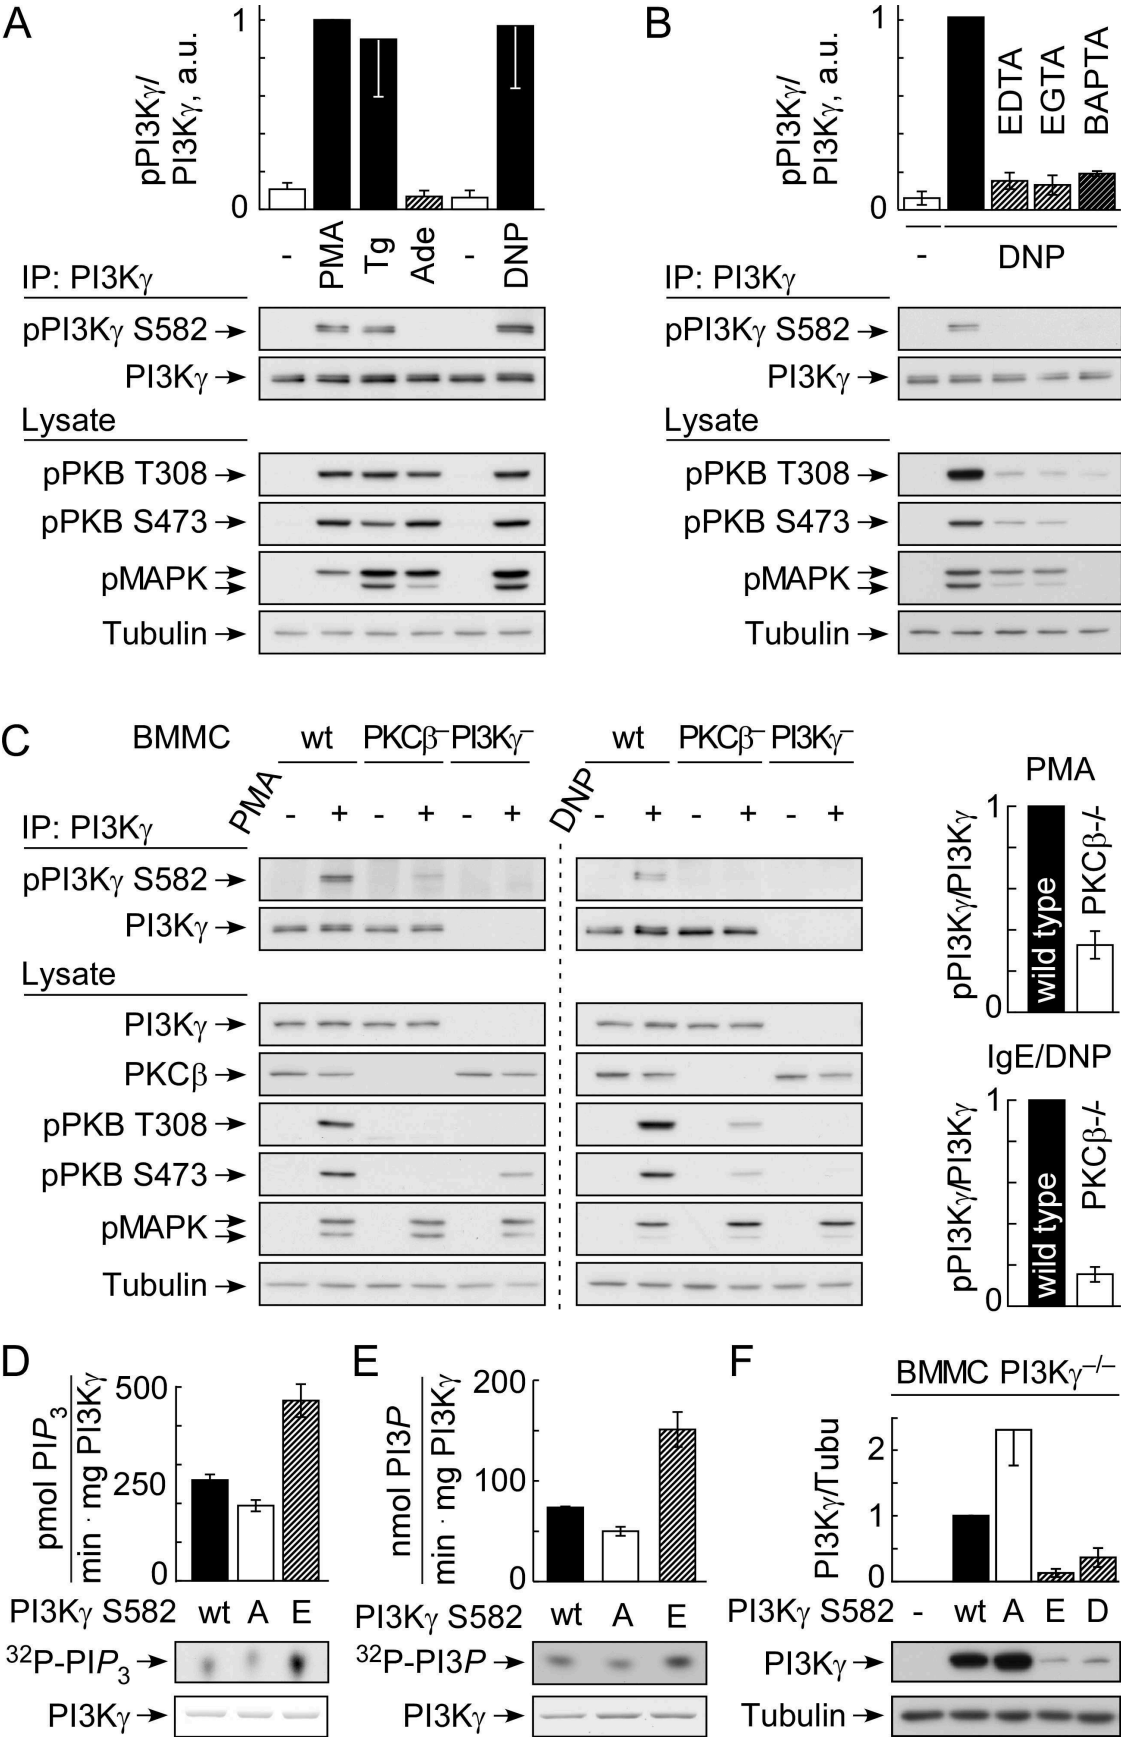 A
pPI3Kγ/
PI3Kγ, a.u.
1
0
-
PMA
Tg
Ade
-
DNP
IP: PI3Kγ
pPI3Kγ S582
PI3Kγ
Lysate
pPKB T308
pPKB S473
pMAPK
Tubulin
B
pPI3Kγ/
PI3Kγ, a.u.
1
0
EDTA
EGTA
BAPTA
-
DNP
IP: PI3Kγ
pPI3Kγ S582
PI3Kγ
Lysate
pPKB T308
pPKB S473
pMAPK
Tubulin
C
BMMC wt PKCβ– PI3Kγ– wt PKCβ– PI3Kγ–
PMA - + - + - + DNP - + - + - +
IP: PI3Kγ
pPI3Kγ S582
PI3Kγ
Lysate
PI3Kγ
PKCβ
pPKB T308
pPKB S473
pMAPK
Tubulin
PMA
pPI3Kγ/PI3Kγ
1
0
wild type
PKCβ-/-
IgE/DNP
pPI3Kγ/PI3Kγ
1
0
wild type
PKCβ-/-
D
pmol PIP3
min · mg PI3Kγ
500
250
0
PI3Kγ S582 wt A E
32P-PIP3
PI3Kγ
E
nmol PI3P
min · mg PI3Kγ
200
100
0
PI3Kγ S582 wt A E
32P-PI3P
PI3Kγ
F
BMMC PI3Kγ–/–
PI3Kγ/Tubu
2
1
0
PI3Kγ S582 - wt A E D
PI3Kγ
Tubulin